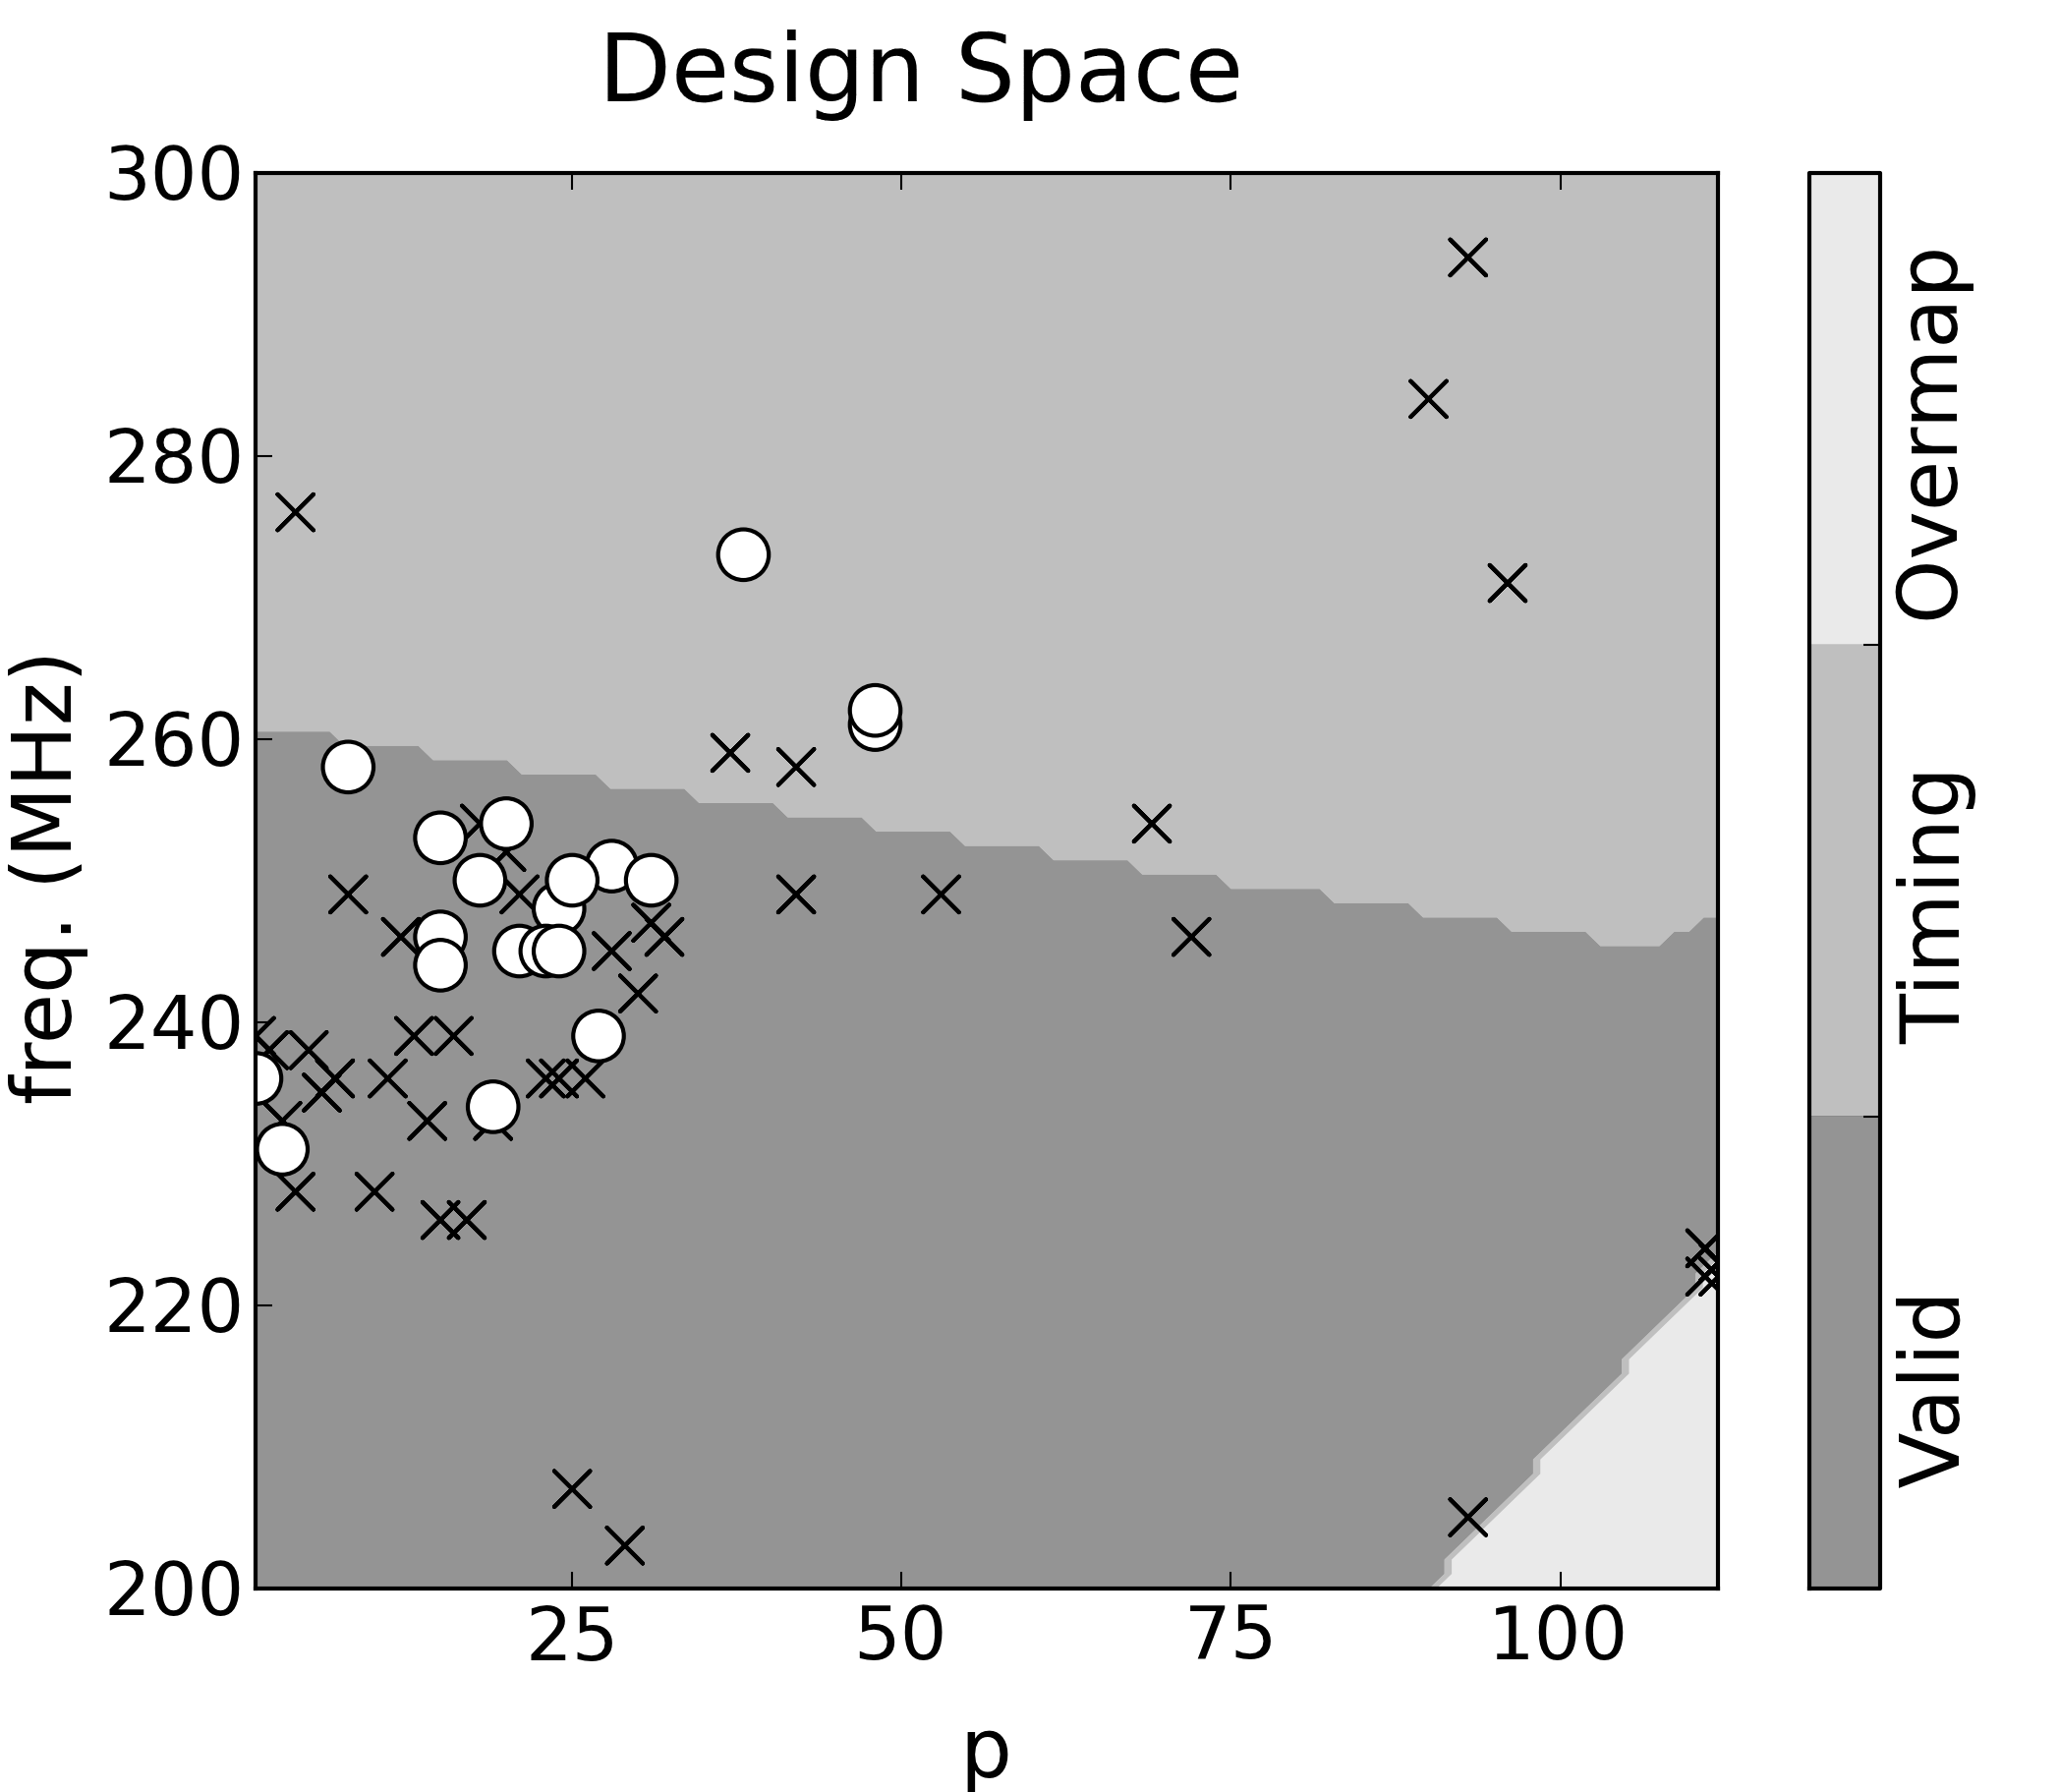 Design Space
300
280
260
240
220
200
freq. (MHz)
25 50 75 100
p
Overmap
Timing
Valid